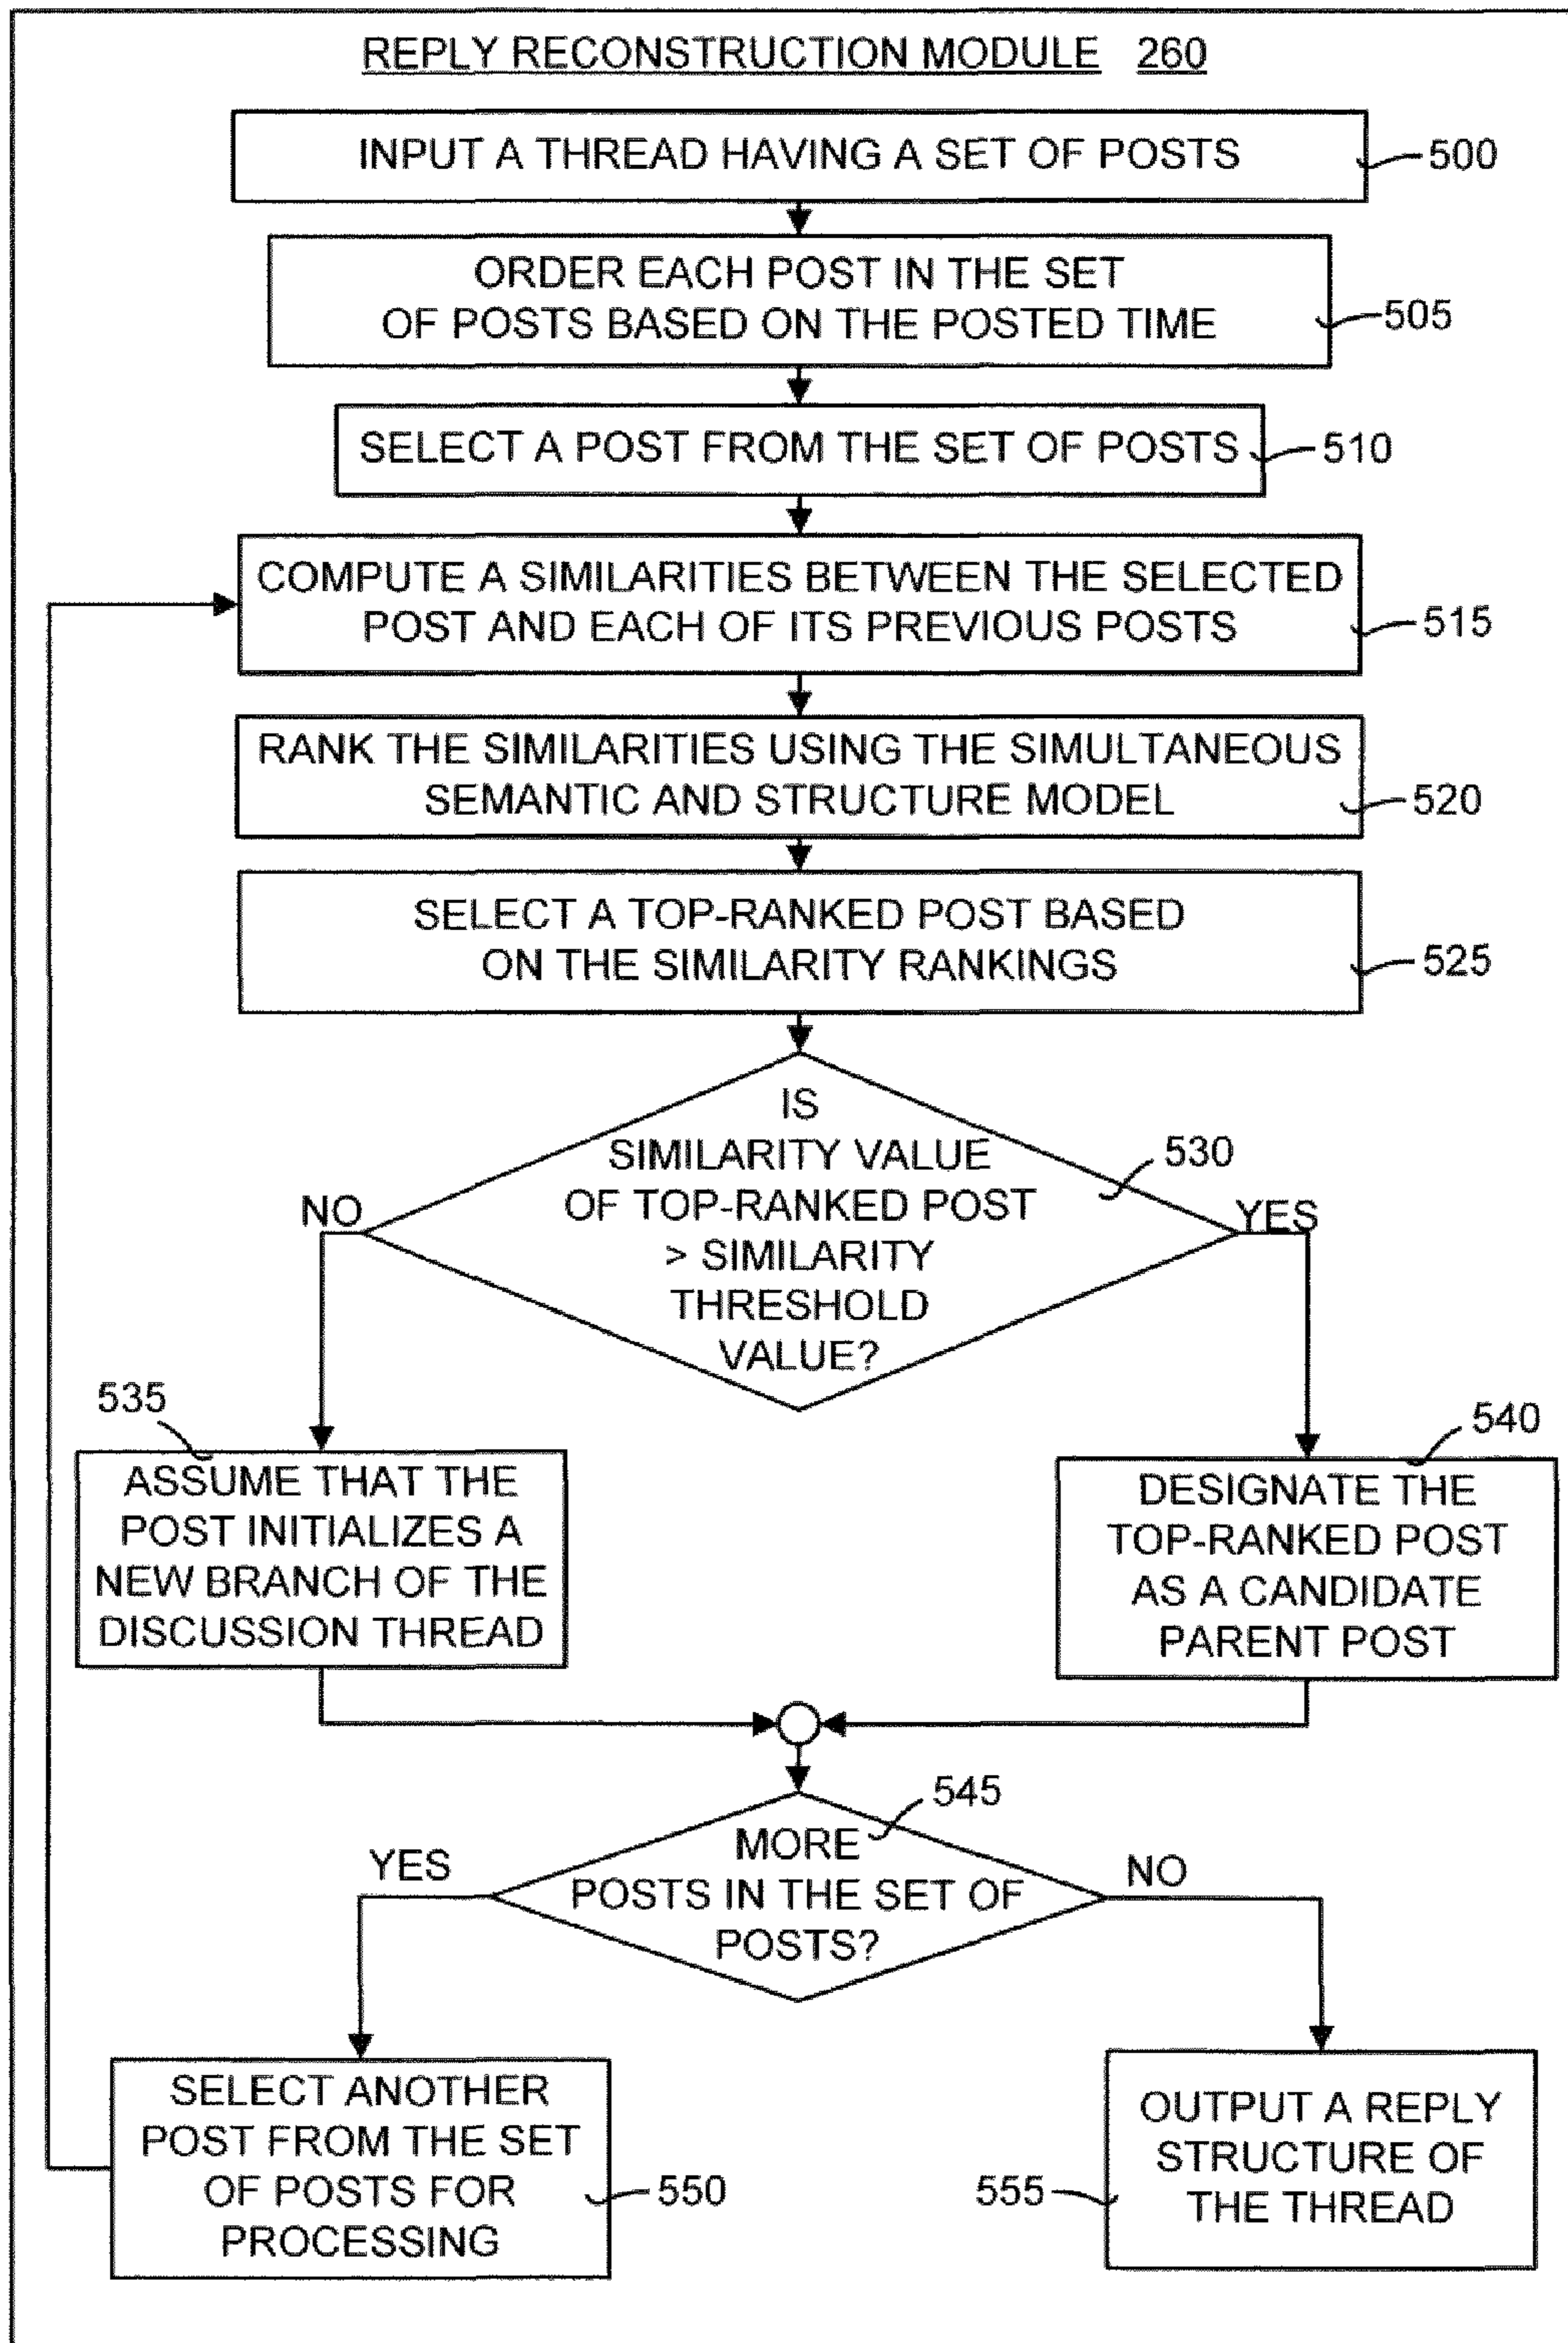 REPLY RECONSTRUCTION MODULE 260
INPUT A THREAD HAVING A SET OF POSTS
500
ORDER EACH POST IN THE SET
OF POSTS BASED ON THE POSTED TIME
505
SELECT A POST FROM THE SET OF POSTS
510
COMPUTE A SIMILARITIES BETWEEN THE SELECTED
POST AND EACH OF ITS PREVIOUS POSTS
515
RANK THE SIMILARITIES USING THE SIMULTANEOUS
SEMANTIC AND STRUCTURE MODEL
520
SELECT A TOP-RANKED POST BASED
ON THE SIMILARITY RANKINGS
525
IS
SIMILARITY VALUE
OF TOP-RANKED POST
> SIMILARITY
THRESHOLD
VALUE?
530
NO
YES
535
ASSUME THAT THE
POST INITIALIZES A
NEW BRANCH OF THE
DISCUSSION THREAD
540
DESIGNATE THE
TOP-RANKED POST
AS A CANDIDATE
PARENT POST
545
MORE
POSTS IN THE SET OF
POSTS?
YES
NO
SELECT ANOTHER
POST FROM THE SET
OF POSTS FOR
PROCESSING
550
555
OUTPUT A REPLY
STRUCTURE OF
THE THREAD